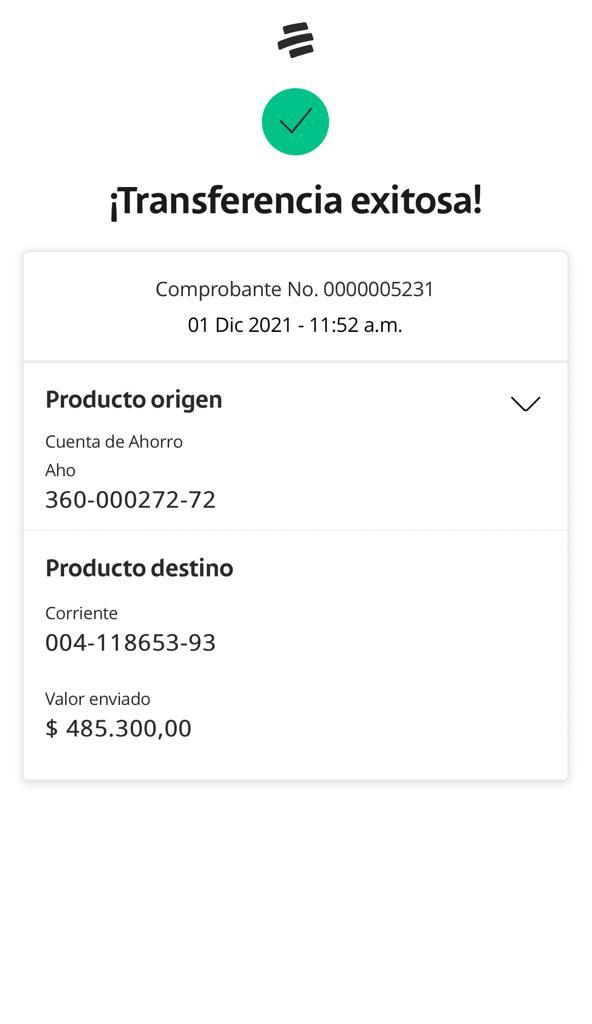 ¡Transferencia exitosa!
Comprobante No. 0000005231
01 Dic 2021 - 11:52 a.m.
Producto origen
Cuenta de Ahorro
Aho
360-000272-72
Producto destino
Corriente
004-118653-93
Valor enviado
$ 485.300,00